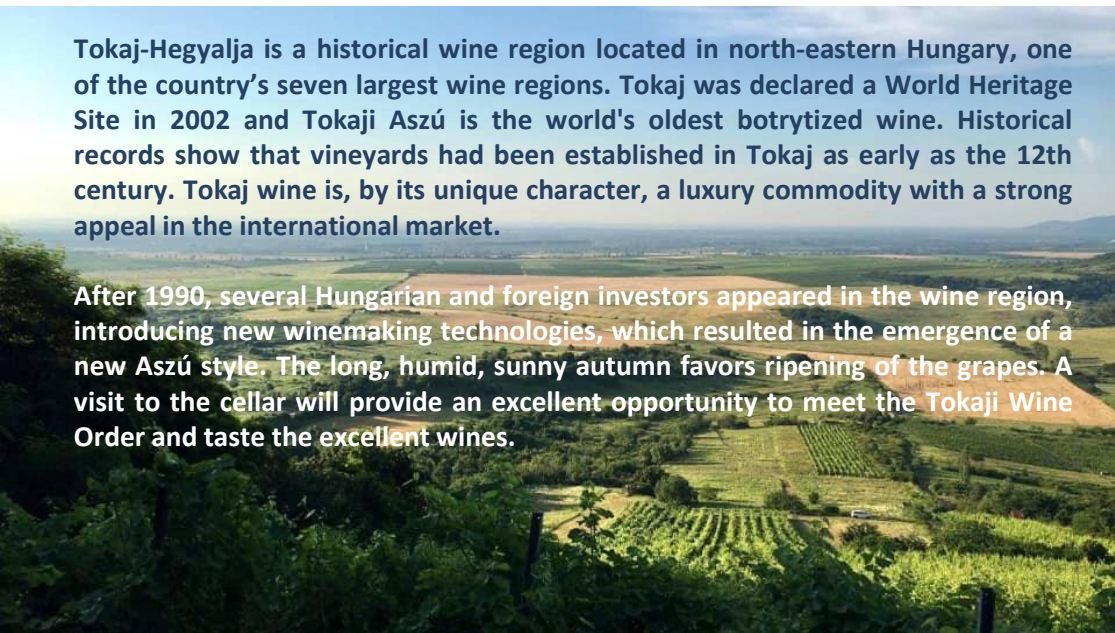 Tokaj-Hegyalja is a historical wine region located in north-eastern Hungary, one
of the country’s seven largest wine regions. Tokaj was declared a World Heritage
Site in 2002 and Tokaji Aszú is the world's oldest botrytized wine. Historical
records show that vineyards had been established in Tokaj as early as the 12th
century. Tokaj wine is, by its unique character, a luxury commodity with a strong
appeal in the international market.
After 1990, several Hungarian and foreign investors appeared in the wine region,
introducing new winemaking technologies, which resulted in the emergence of a
new Aszú style. The long, humid, sunny autumn favors ripening of the grapes. A
visit to the cellar will provide an excellent opportunity to meet the Tokaji Wine
Order and taste the excellent wines.